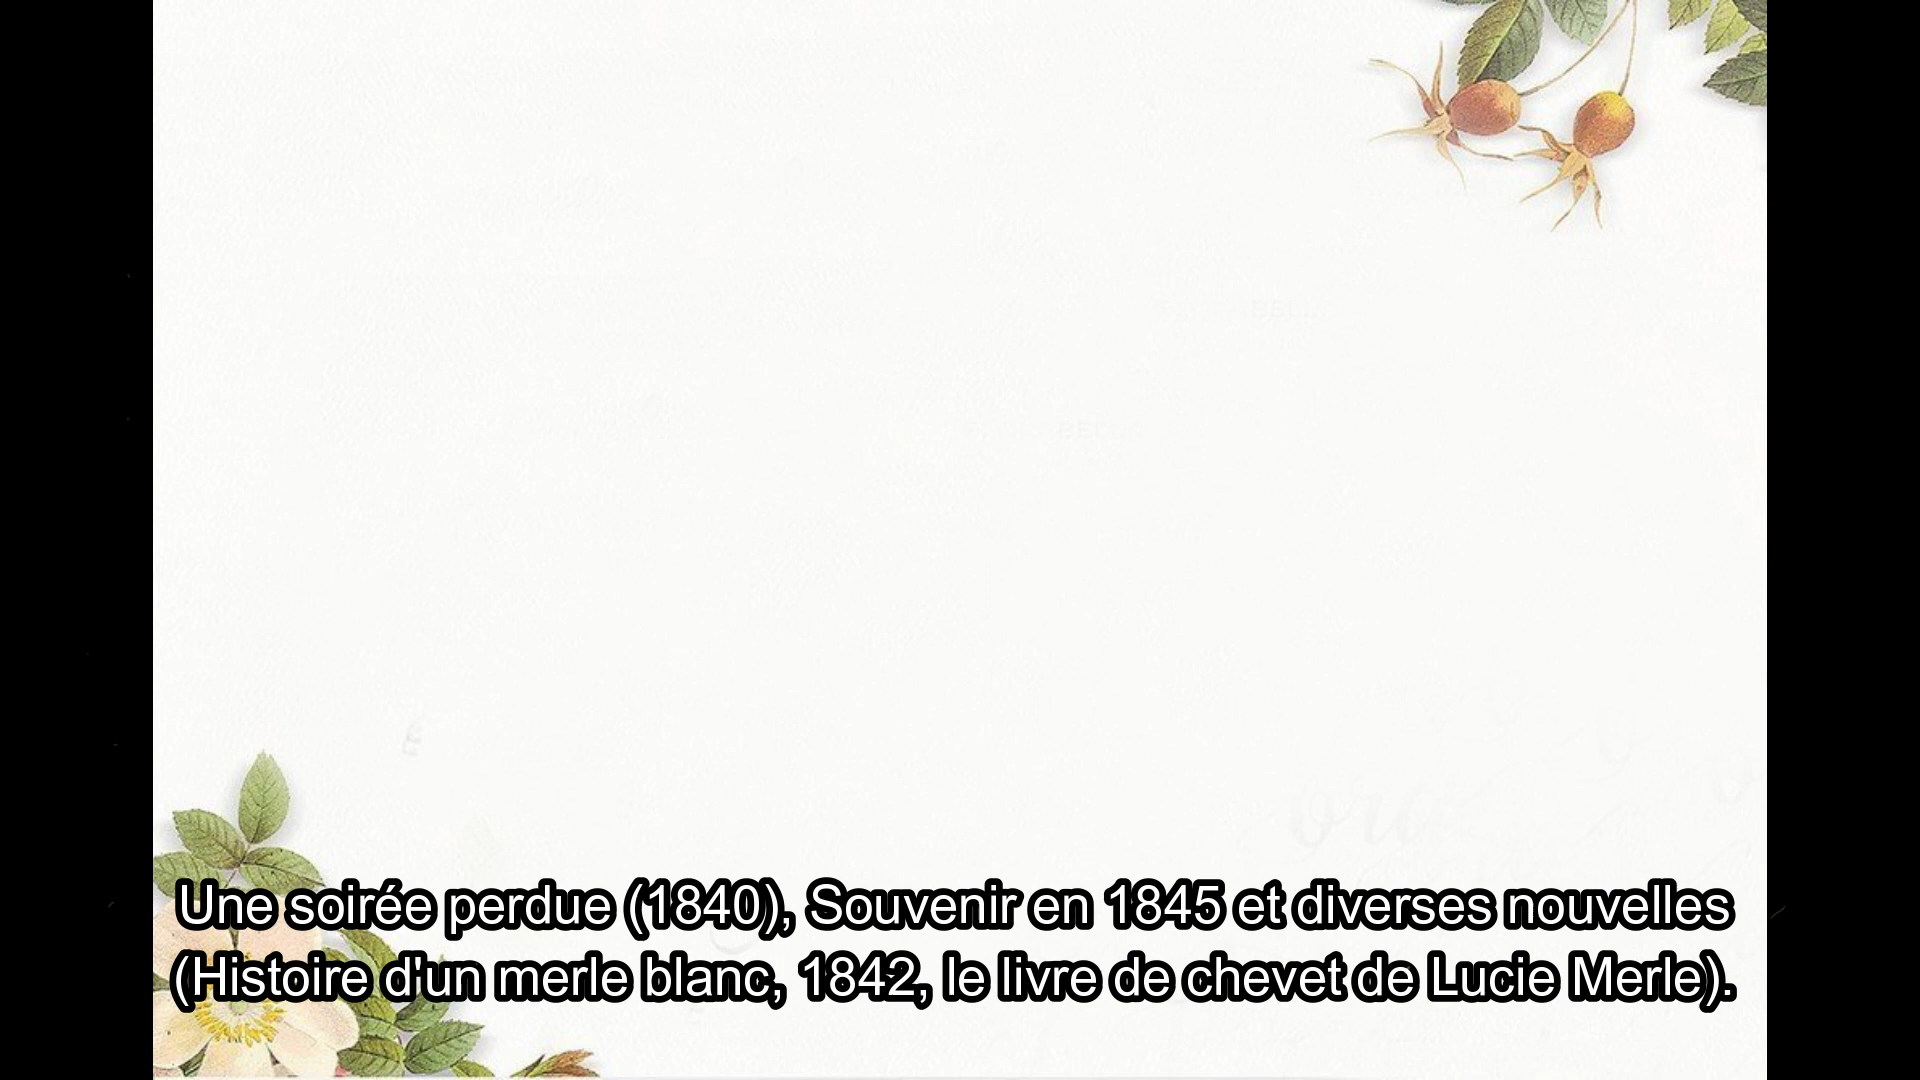 Une soirée perdue (1840), Souvenir en 1845 et diverses nouvelles
(Histoire d'un merle blanc, 1842, le livre de chevet de Lucie Merle).